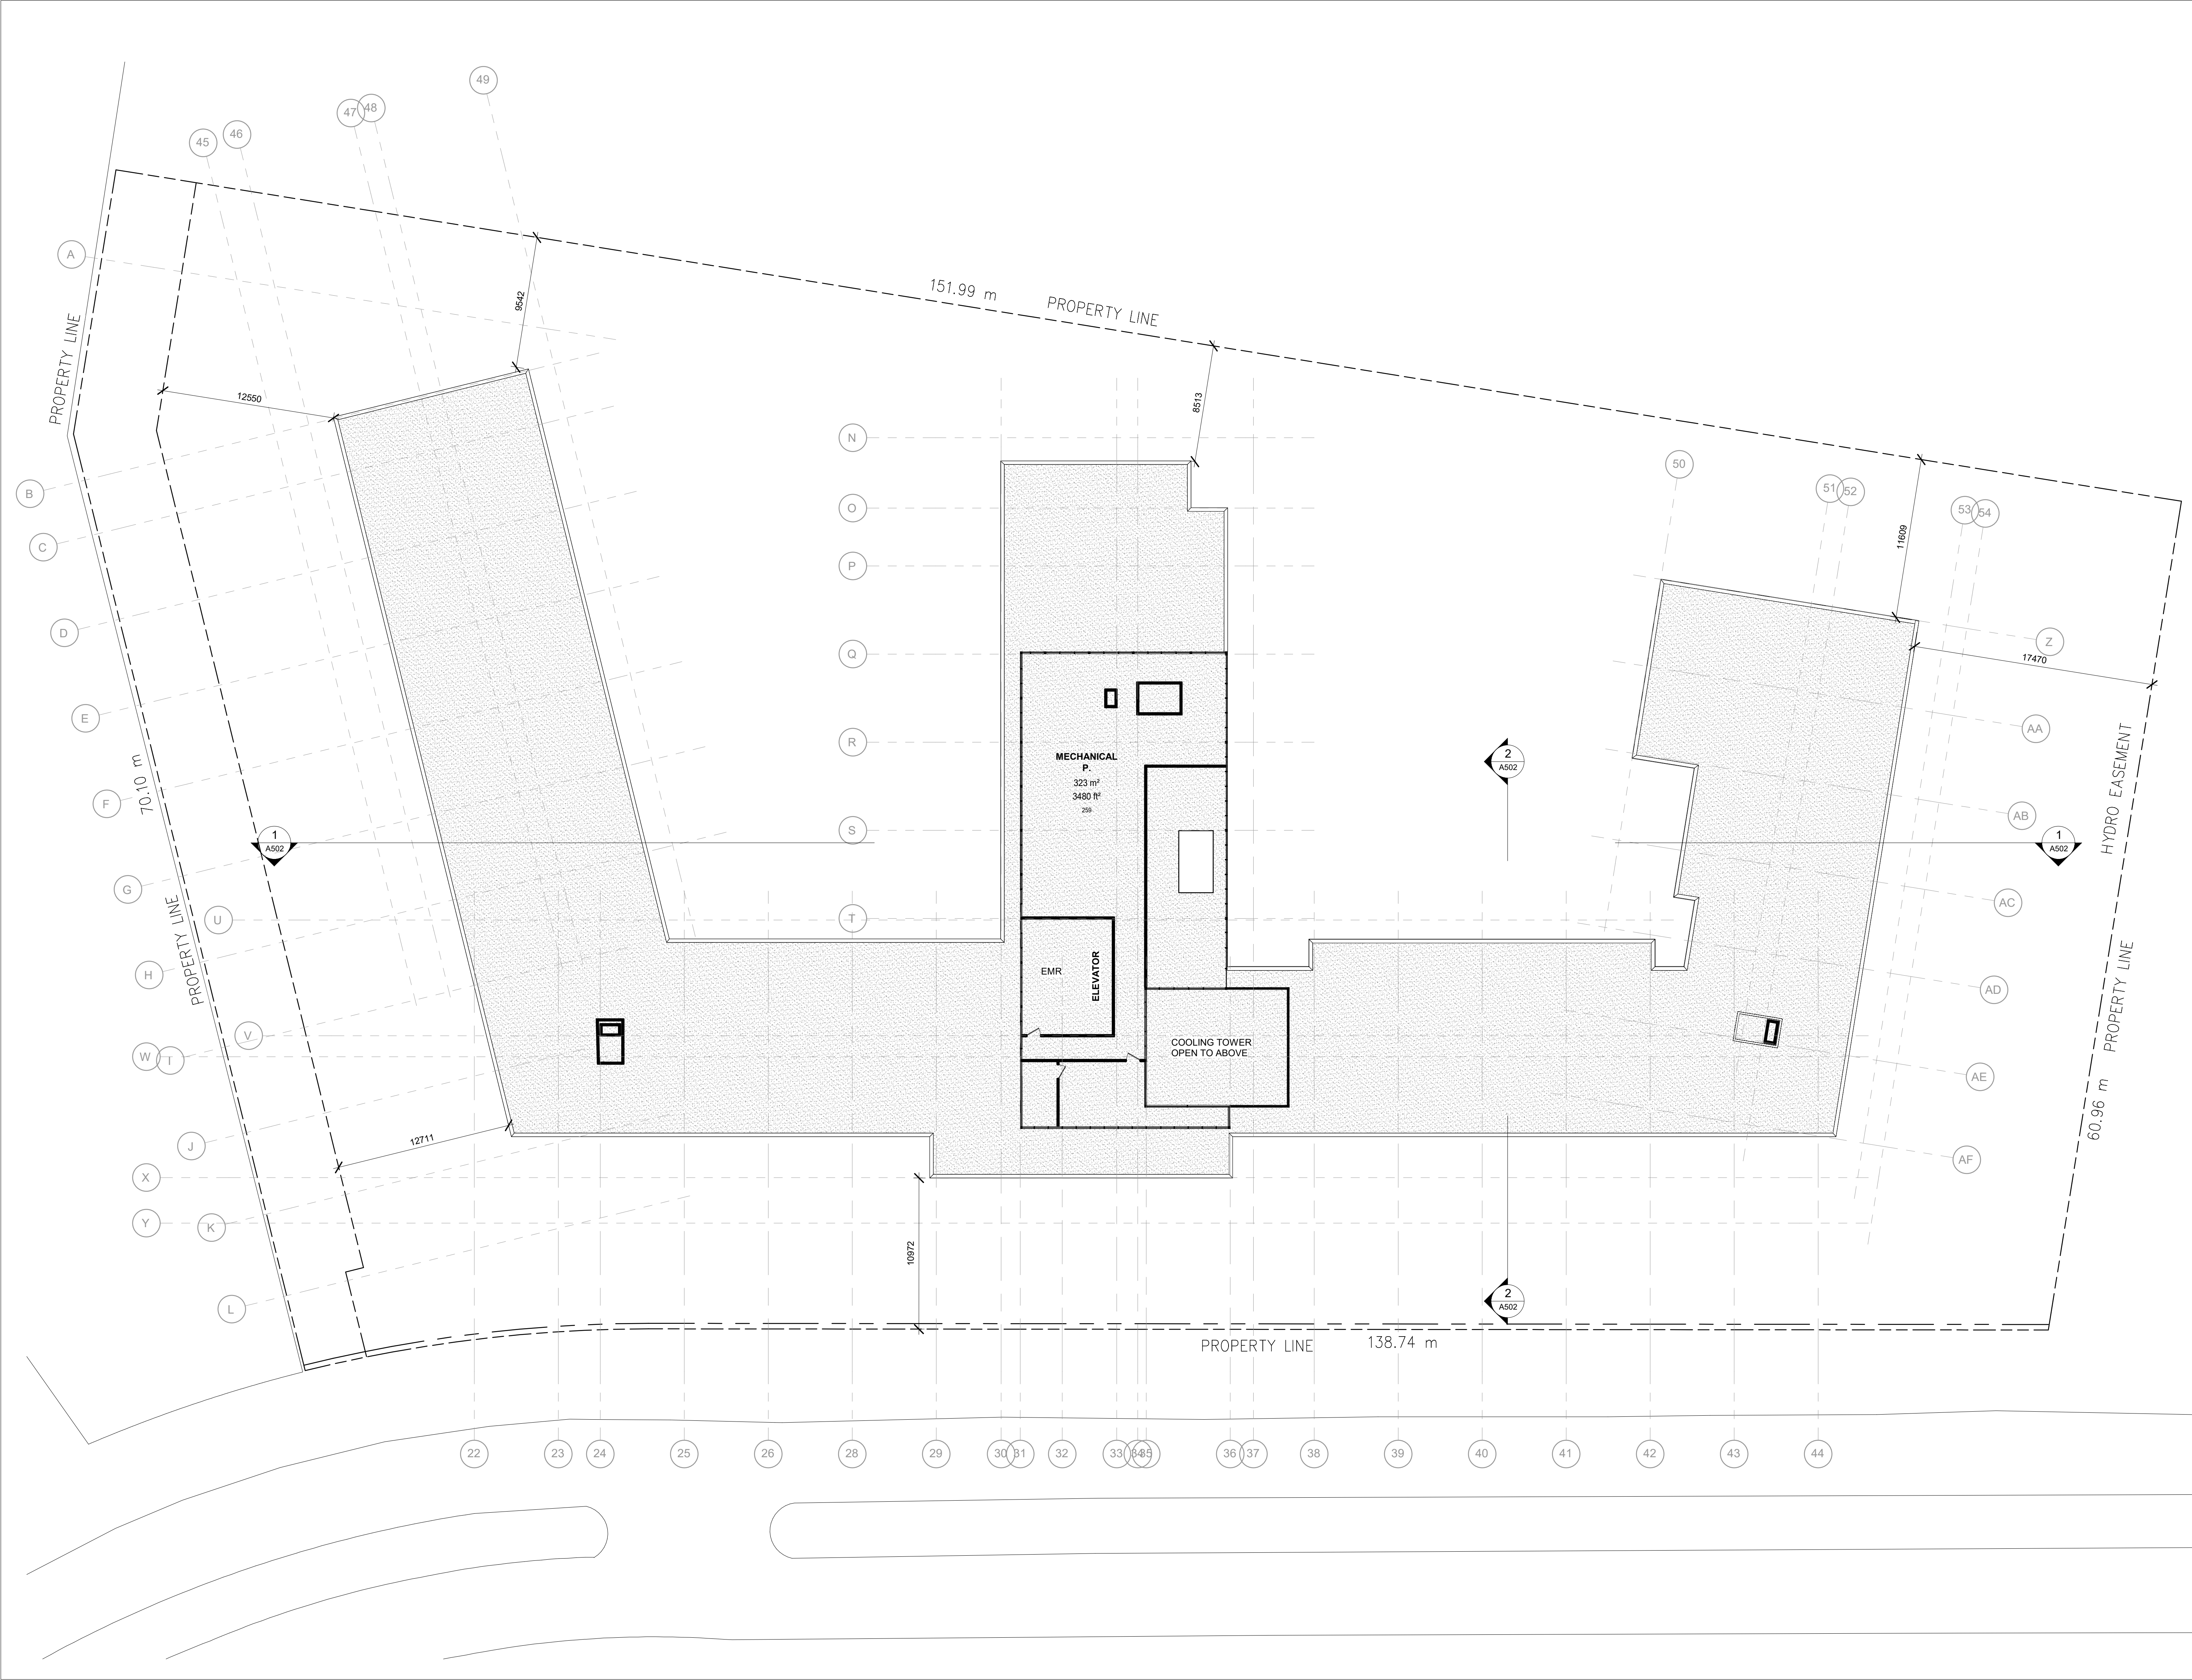 49
48
47
46
45
A
9542
151.99 m
PROPERTY LINE
PROPERTY LINE
12550
8513
N
50
51
52
B
53
54
O
11609
C
P
D
Z
Q
17470
E
AA
R
HYDRO EASEMENT
MECHANICAL
P.
323 m²
3480 ft²
259
2
A502
70.10 m
F
AB
S
1
A502
1
A502
G
AC
U
T
PROPERTY LINE
H
EMR
ELEVATOR
AD
PROPERTY LINE
V
COOLING TOWER
OPEN TO ABOVE
W
I
AE
60.96 m
12711
J
AF
X
Y
K
10972
L
2
A502
PROPERTY LINE
138.74 m
22
23
24
25
26
28
29
30
31
32
33
34
35
36
37
38
39
40
41
42
43
44